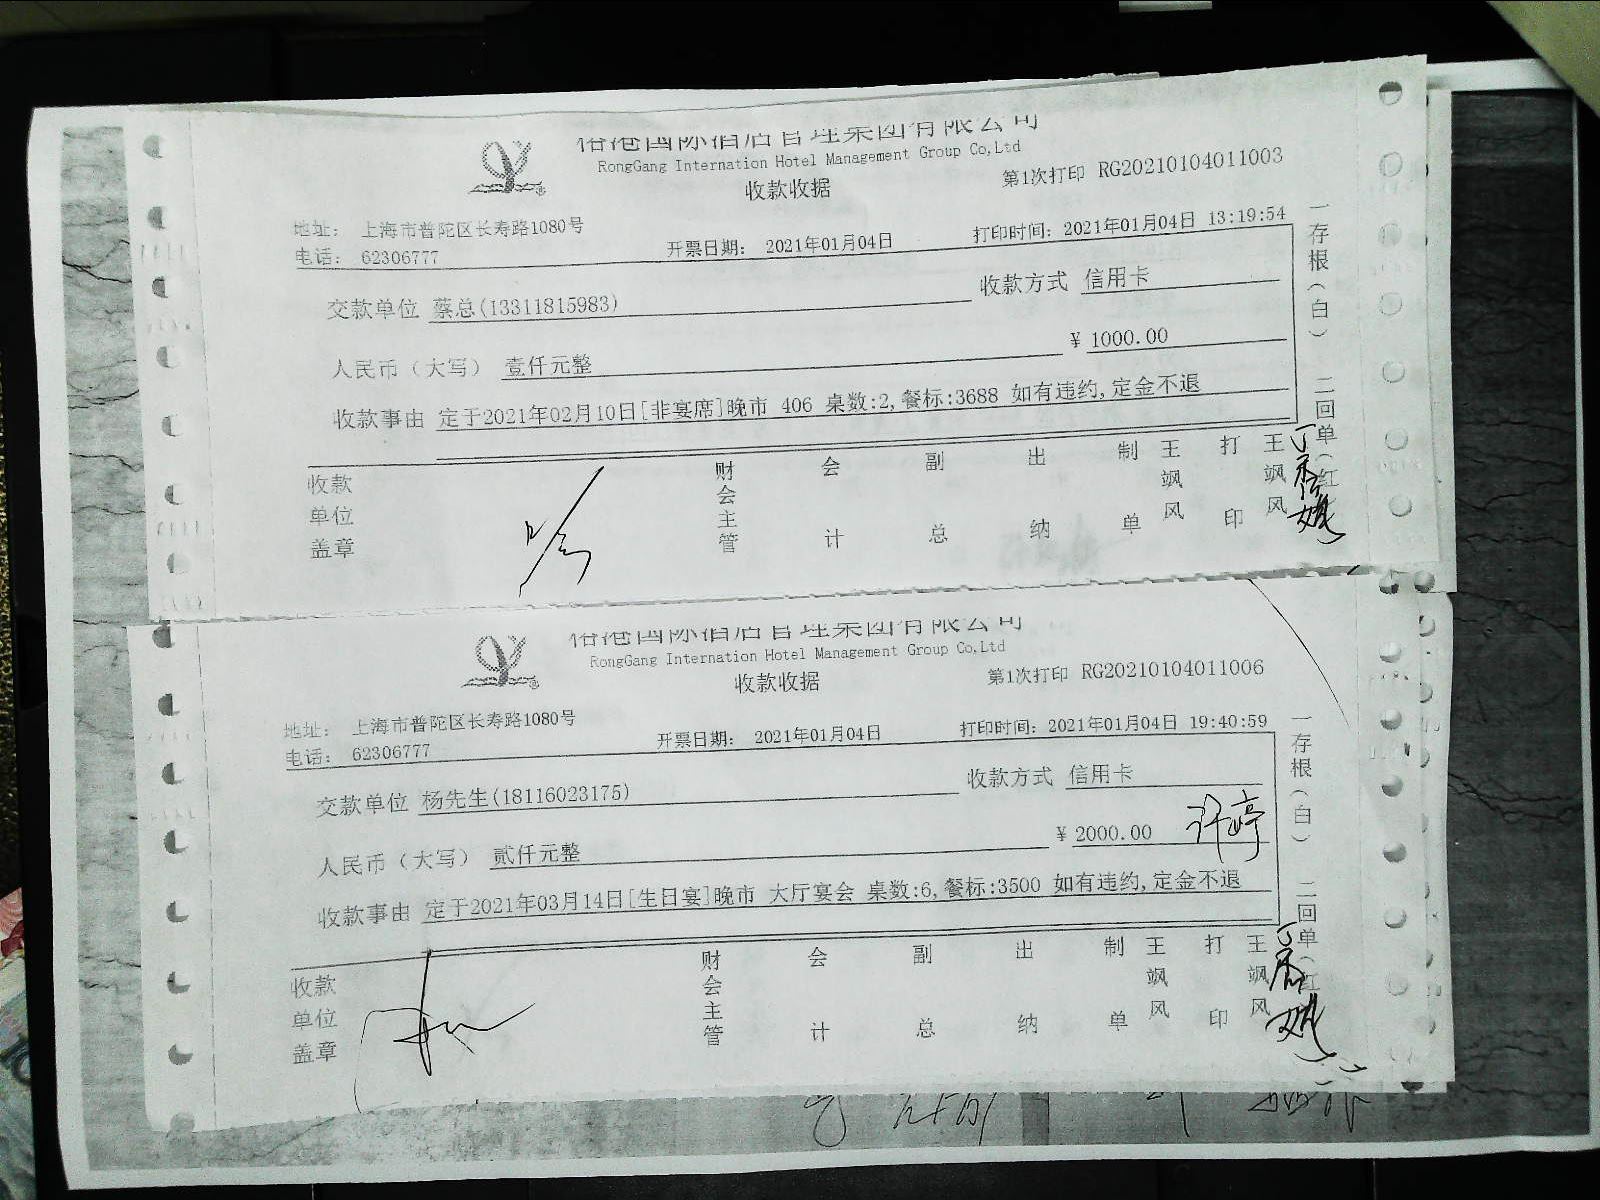 RongGang Internation Hotel Management Group Co,Ltd
收款收据
第1次打印 RG20210104011003
地址： 上海市普陀区长寿路1080号
电话： 62306777
开票日期： 2021年01月04日
打印时间：2021年01月04日 13:19:54
交款单位 蔡总(13311815983)
收款方式 信用卡
人民币（大写） 壹仟元整
¥ 1000.00
收款事由 定于2021年02月10日[非宴席]晚市 406 桌数:2,餐标:3688 如有违约,定金不退
收款单位盖章
财会主管
会计
副总
出纳
制单
王飒风
打印
王飒风
一存根（白） 二回单（红
RongGang Internation Hotel Management Group Co,Ltd
收款收据
第1次打印 RG20210104011006
地址： 上海市普陀区长寿路1080号
电话： 62306777
开票日期： 2021年01月04日
打印时间：2021年01月04日 19:40:59
交款单位 杨先生(18116023175)
收款方式 信用卡
人民币（大写） 贰仟元整
¥ 2000.00 许婷
收款事由 定于2021年03月14日[生日宴]晚市 大厅宴会 桌数:6,餐标:3500 如有违约,定金不退
收款单位盖章
财会主管
会计
副总
出纳
制单
王飒风
打印
王飒风
一存根（白） 二回单（红